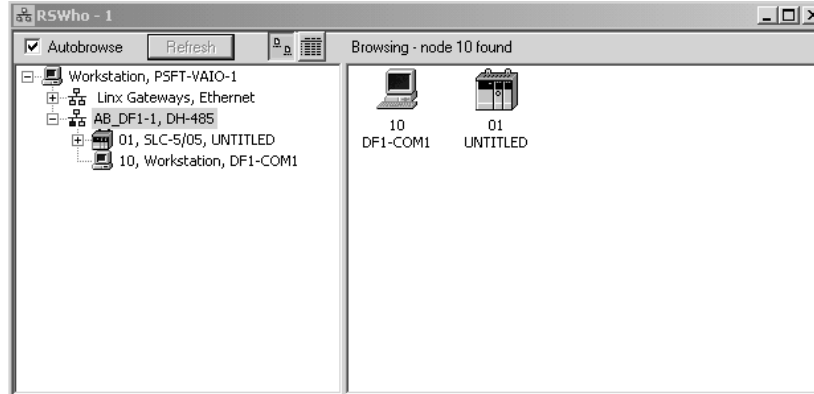 RSWho - 1
Autobrowse Refresh Browsing - node 10 found
Workstation, PSFT-VAIO-1
Linx Gateways, Ethernet
AB_DF1-1, DH-485
01, SLC-5/05, UNTITLED
10, Workstation, DF1-COM1
10
DF1-COM1
01
UNTITLED